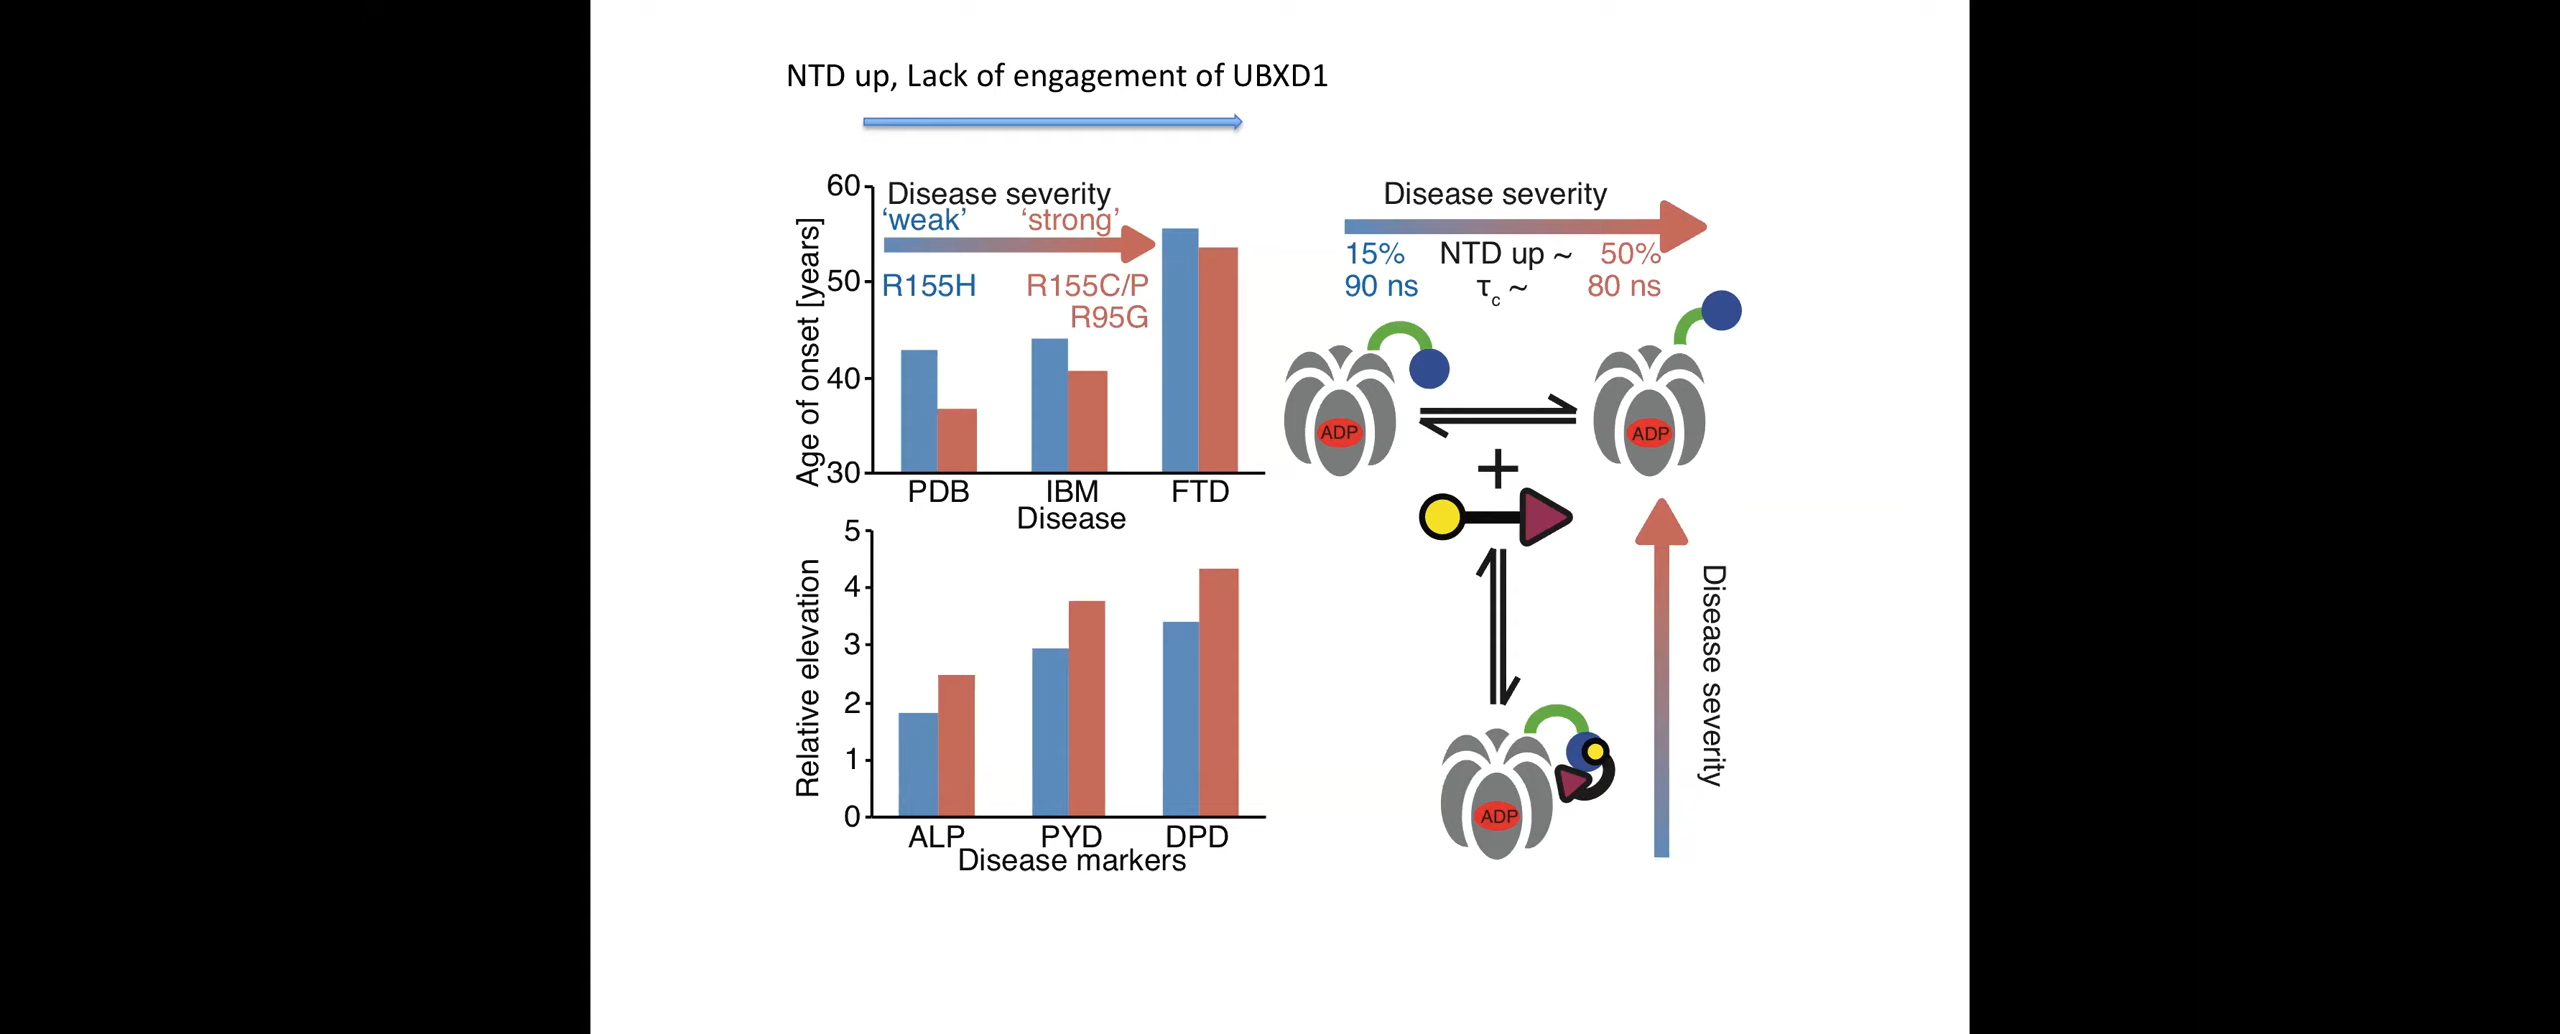 NTD up, Lack of engagement of UBXD1
Disease severity
'weak' 'strong'
R155H R155C/P
R95G
Age of onset [years]
60
50
40
30
PDB IBM FTD
Disease
Relative elevation
5
4
3
2
1
0
ALP PYD DPD
Disease markers
Disease severity
15% NTD up ~ 50%
90 ns τc ~ 80 ns
ADP
ADP
+
ADP
Disease severity